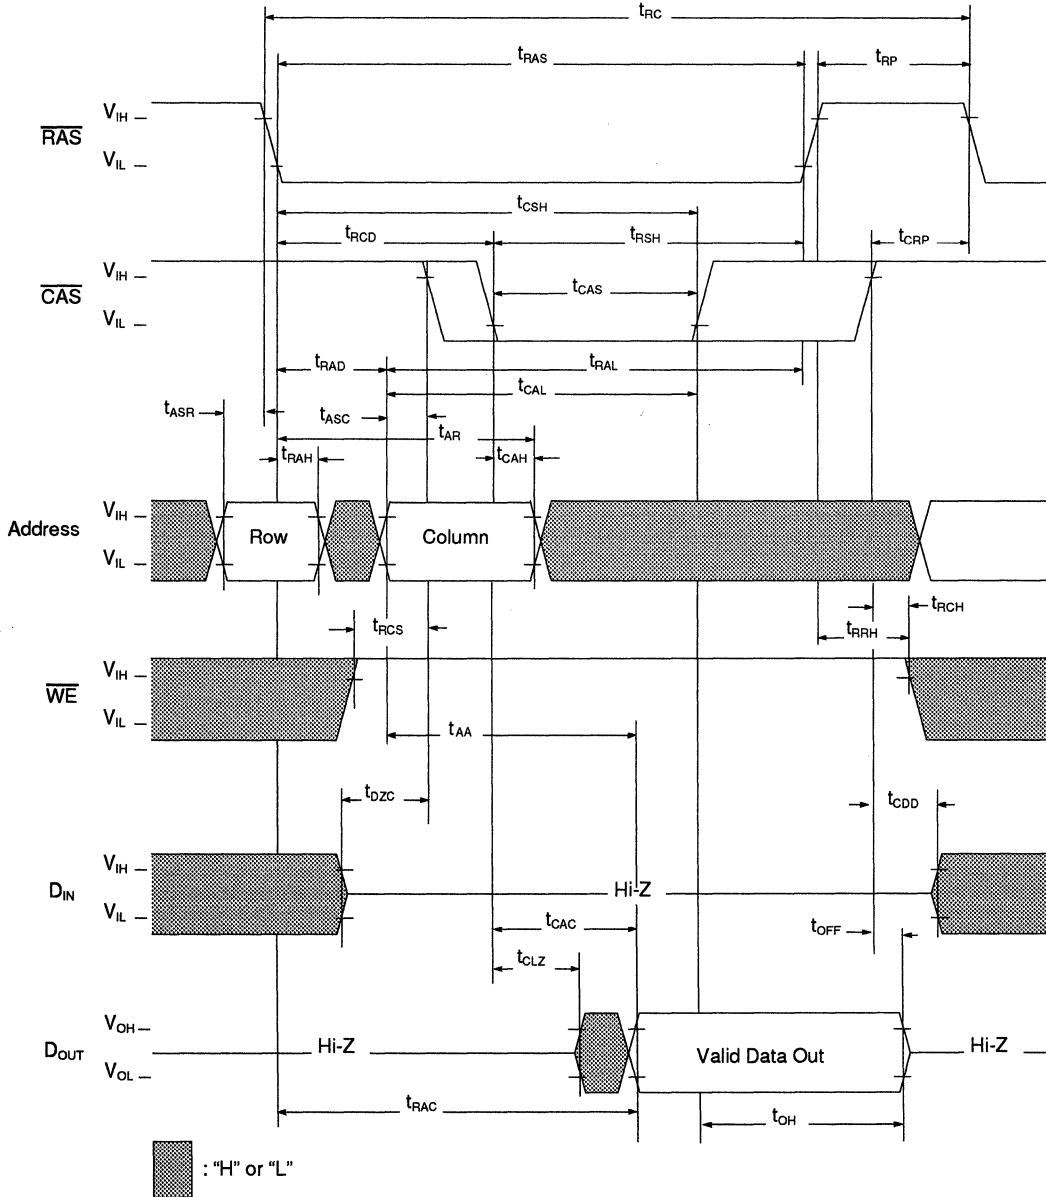 tRC
tRAS
tRP
RAS
VIH
VIL
tCSH
tRCD
tRSH
tCRP
CAS
VIH
VIL
tCAS
tRAD
tRAL
tCAL
tASR
tASC
tAR
tRAH
tCAH
Address
VIH
VIL
Row
Column
tRCH
tRCS
tRRH
WE
VIH
VIL
tAA
tDZC
tCDD
DIN
VIH
VIL
Hi-Z
tCAC
tOFF
tCLZ
DOUT
VOH
VOL
Hi-Z
Valid Data Out
Hi-Z
tRAC
tOH
: “H” or “L”